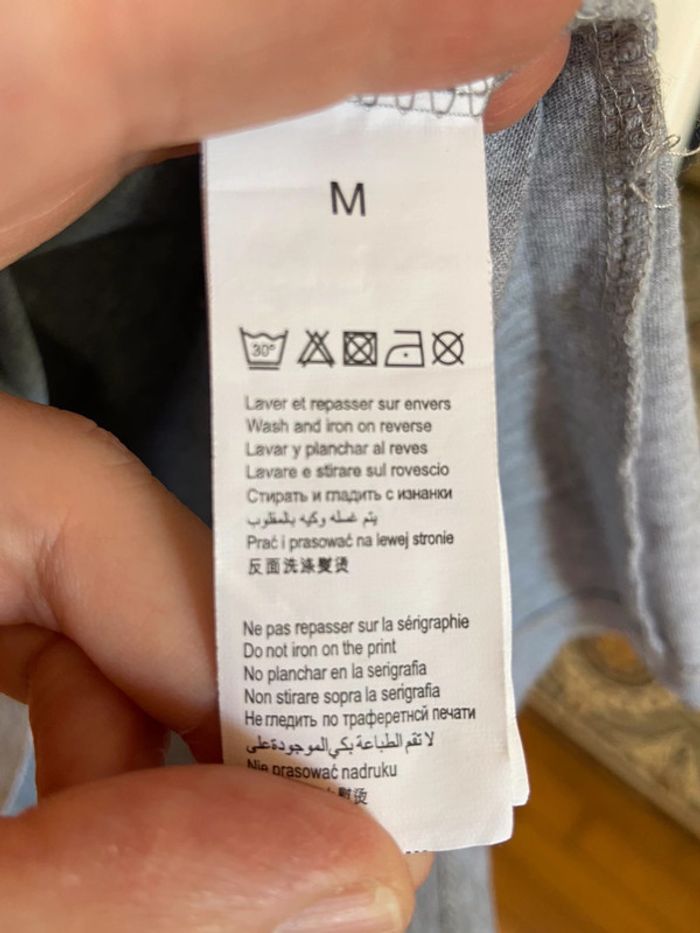 M
30°
Laver et repasser sur envers
Wash and iron on reverse
Lavar y planchar al reves
Lavare e stirare sul rovescio
Стирать и гладить с изнанки
يتم غسله وكيه بالمقلوب
Prać i prasować na lewej stronie
反面洗涤熨烫
Ne pas repasser sur la sérigraphie
Do not iron on the print
No planchar en la serigrafia
Non stirare sopra la serigrafia
Не гледить по траферетнсй печати
لا تقم الطباعة بكي الموجودة على
Nie prasować nadruku
熨烫